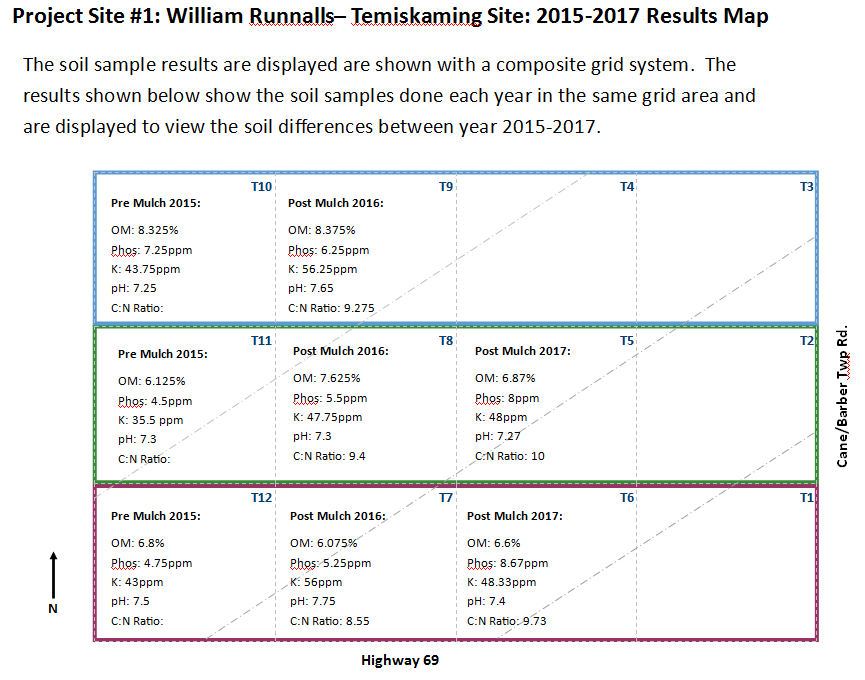 Project Site #1: William Runnalls– Temiskaming Site: 2015-2017 Results Map
The soil sample results are displayed are shown with a composite grid system. The
results shown below show the soil samples done each year in the same grid area and
are displayed to view the soil differences between year 2015-2017.
T10
Pre Mulch 2015:
OM: 8.325%
Phos: 7.25ppm
K: 43.75ppm
pH: 7.25
C:N Ratio:
T9
Post Mulch 2016:
OM: 8.375%
Phos: 6.25ppm
K: 56.25ppm
pH: 7.65
C:N Ratio: 9.275
T4
T3
T11
Pre Mulch 2015:
OM: 6.125%
Phos: 4.5ppm
K: 35.5 ppm
pH: 7.3
C:N Ratio:
T8
Post Mulch 2016:
OM: 7.625%
Phos: 5.5ppm
K: 47.75ppm
pH: 7.3
C:N Ratio: 9.4
T5
Post Mulch 2017:
OM: 6.87%
Phos: 8ppm
K: 48ppm
pH: 7.27
C:N Ratio: 10
T2
T12
Pre Mulch 2015:
OM: 6.8%
Phos: 4.75ppm
K: 43ppm
pH: 7.5
C:N Ratio:
T7
Post Mulch 2016:
OM: 6.075%
Phos: 5.25ppm
K: 56ppm
pH: 7.75
C:N Ratio: 8.55
T6
Post Mulch 2017:
OM: 6.6%
Phos: 8.67ppm
K: 48.33ppm
pH: 7.4
C:N Ratio: 9.73
T1
Cane/Barber Twp Rd.
N
Highway 69